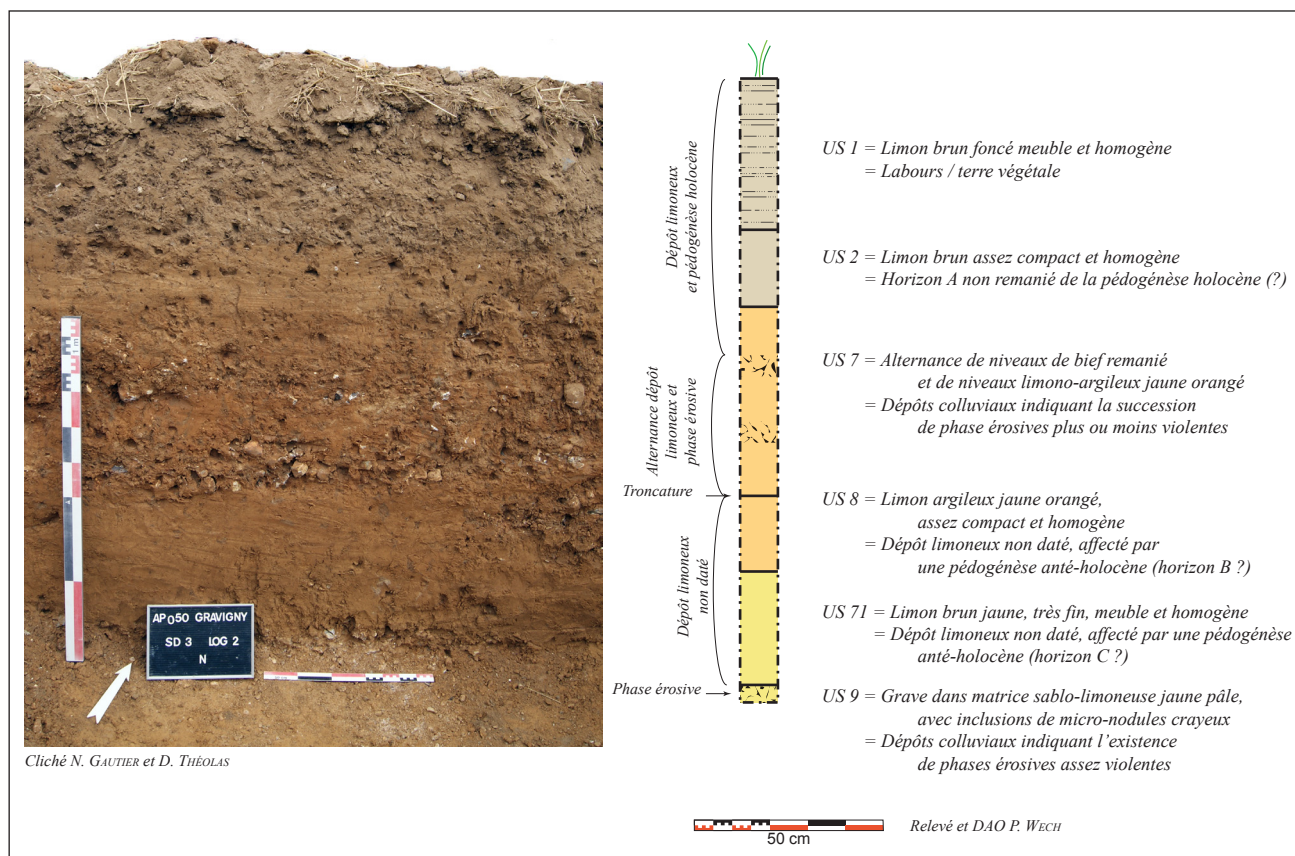 1 m
AP 050 GRAVIGNY
SD 3 LOG 2
N
Cliché N. GAUTIER et D. THÉOLAS
Dépôt limoneux
et pédogénèse holocène
Alternance dépôt
limoneux et
phase érosive
Troncature
Dépôt limoneux
non daté
Phase érosive
US 1 = Limon brun foncé meuble et homogène
= Labours / terre végétale
US 2 = Limon brun assez compact et homogène
= Horizon A non remanié de la pédogénèse holocène (?)
US 7 = Alternance de niveaux de bief remanié
et de niveaux limono-argileux jaune orangé
= Dépôts colluviaux indiquant la succession
de phase érosives plus ou moins violentes
US 8 = Limon argileux jaune orangé,
assez compact et homogène
= Dépôt limoneux non daté, affecté par
une pédogénèse anté-holocène (horizon B ?)
US 71 = Limon brun jaune, très fin, meuble et homogène
= Dépôt limoneux non daté, affecté par une pédogénèse
anté-holocène (horizon C ?)
US 9 = Grave dans matrice sablo-limoneuse jaune pâle,
avec inclusions de micro-nodules crayeux
= Dépôts colluviaux indiquant l'existence
de phases érosives assez violentes
50 cm
Relevé et DAO P. WECH